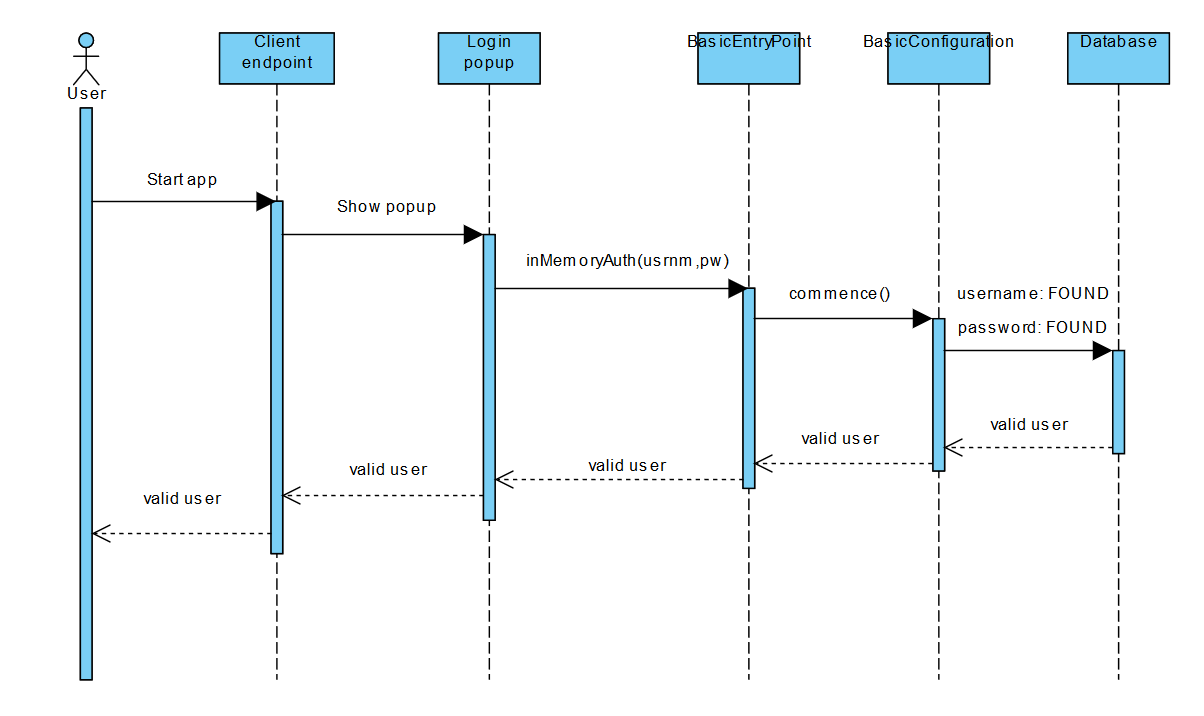 User
Client
endpoint
Login
popup
BasicEntryPoint
BasicConfiguration
Database
Start app
Show popup
inMemoryAuth(usrnm,pw)
commence()
username: FOUND
password: FOUND
valid user
valid user
valid user
valid user
valid user